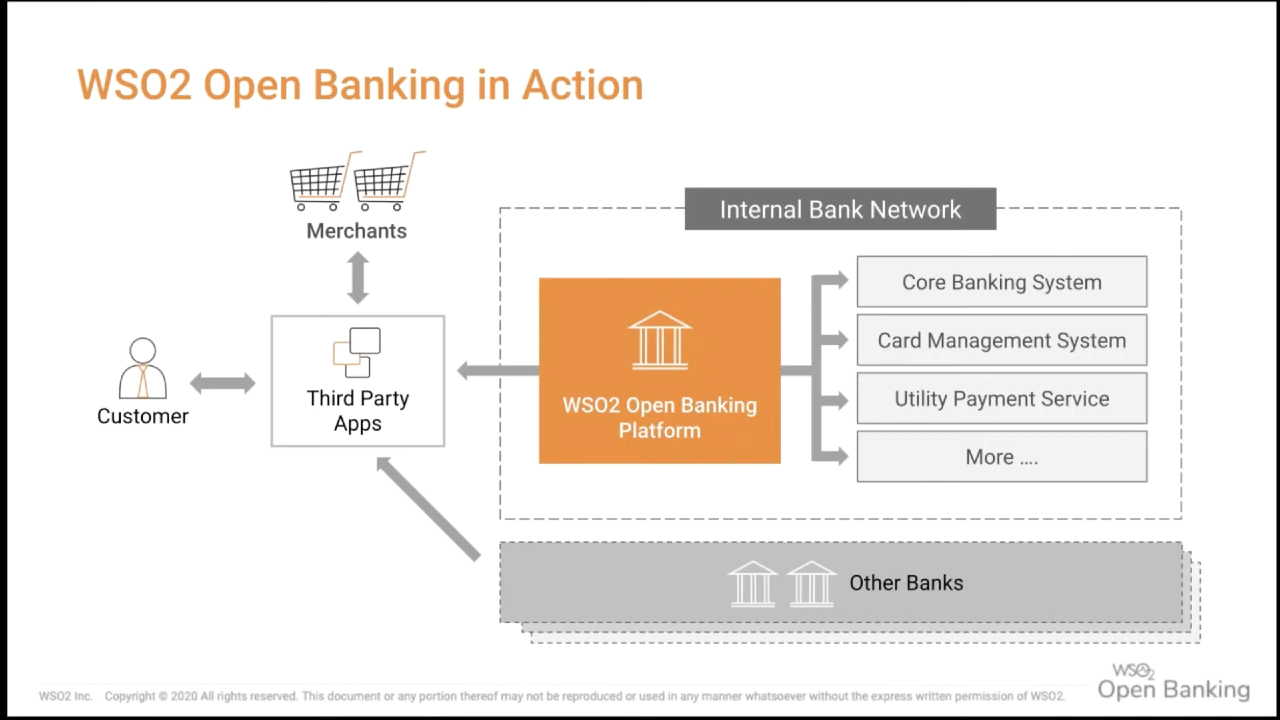 WSO2 Open Banking in Action
Merchants
Internal Bank Network
Core Banking System
Card Management System
Utility Payment Service
More ....
WSO2 Open Banking
Platform
Third Party
Apps
Customer
Other Banks
WSO2 Inc. Copyright © 2020 All rights reserved. This document or any portion thereof may not be reproduced or used in any manner whatsoever without the express written permission of WSO2.
WSO2
Open Banking